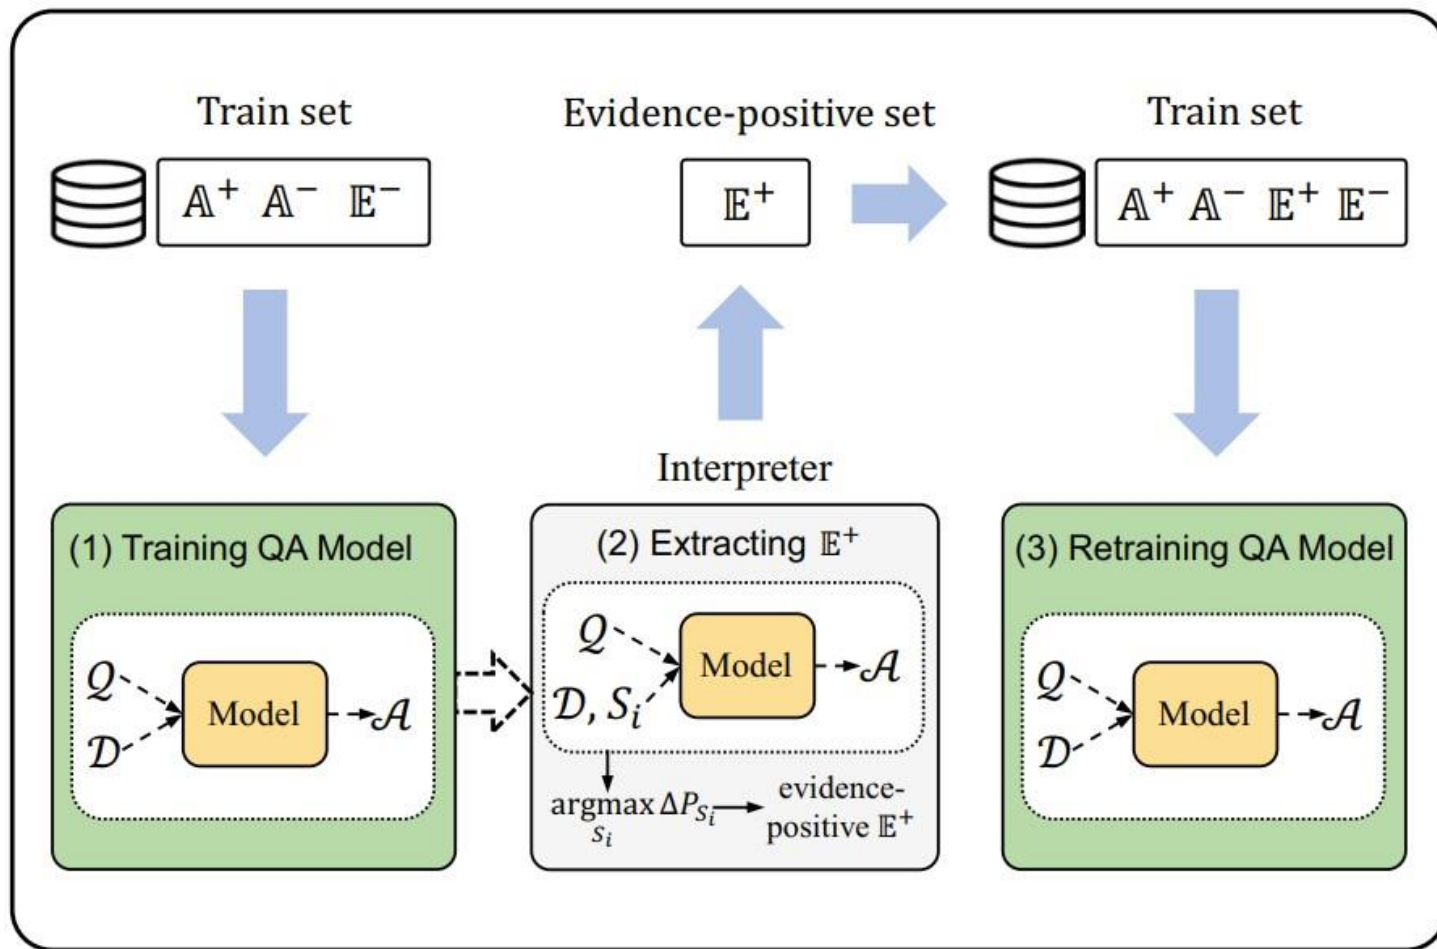 Train set
𝔸⁺ 𝔸⁻ 𝔼⁻
Evidence-positive set
𝔼⁺
Train set
𝔸⁺ 𝔸⁻ 𝔼⁺ 𝔼⁻
(1) Training QA Model
𝒬
𝒟
Model
𝒜
Interpreter
(2) Extracting 𝔼⁺
𝒬
𝒟, Sᵢ
Model
𝒜
argmax ΔP_{Sᵢ}
Sᵢ
evidence-
positive 𝔼⁺
(3) Retraining QA Model
𝒬
𝒟
Model
𝒜